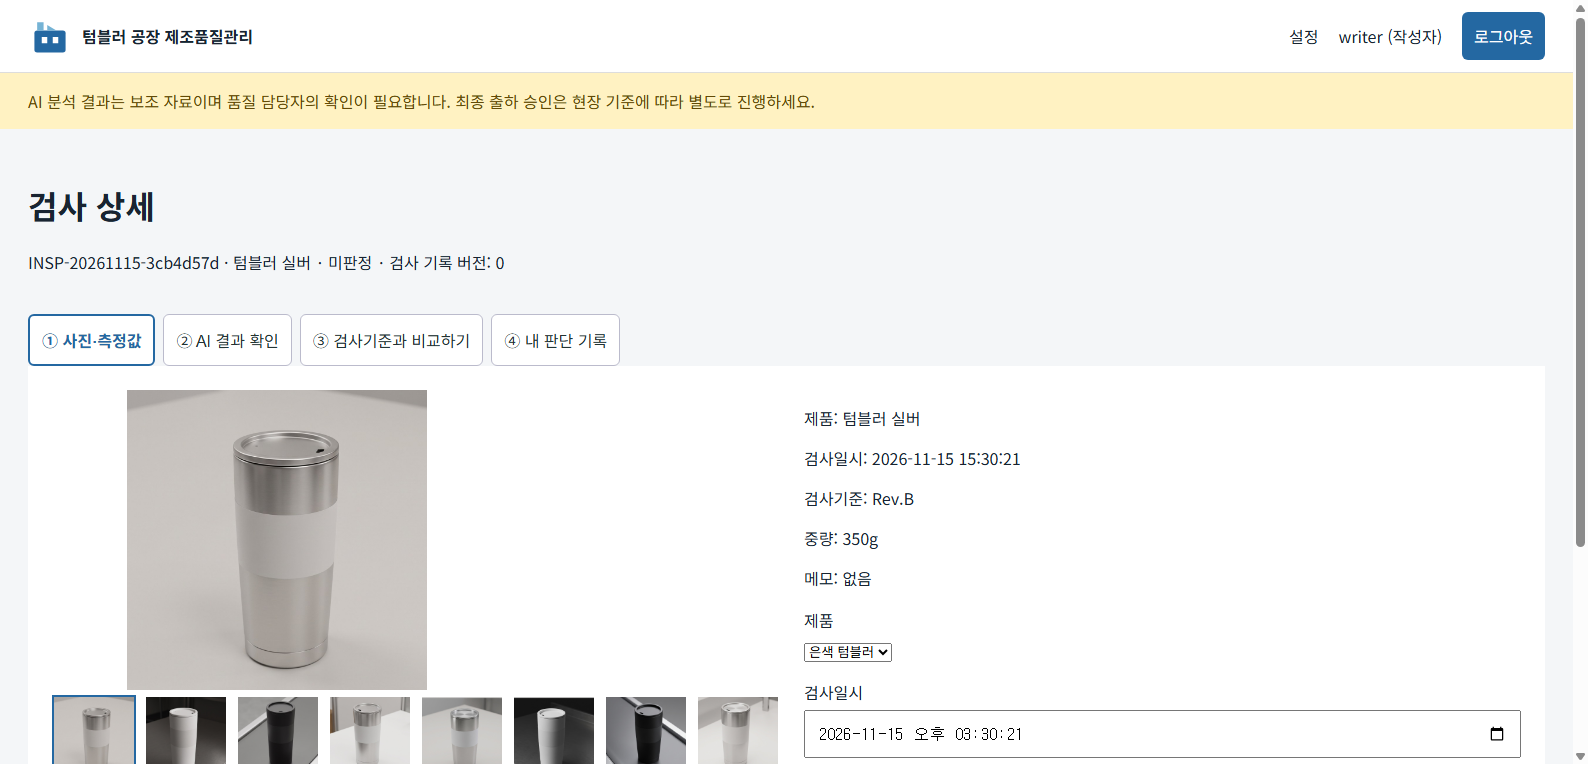 텀블러 공장 제조품질관리
설정
writer (작성자)
로그아웃
AI 분석 결과는 보조 자료이며 품질 담당자의 확인이 필요합니다. 최종 출하 승인은 현장 기준에 따라 별도로 진행하세요.
검사 상세
INSP-20261115-3cb4d57d · 텀블러 실버 · 미판정 · 검사 기록 버전: 0
① 사진·측정값
② AI 결과 확인
③ 검사기준과 비교하기
④ 내 판단 기록
제품: 텀블러 실버
검사일시: 2026-11-15 15:30:21
검사기준: Rev.B
중량: 350g
메모: 없음
제품
은색 텀블러
검사일시
2026-11-15 오후 03:30:21